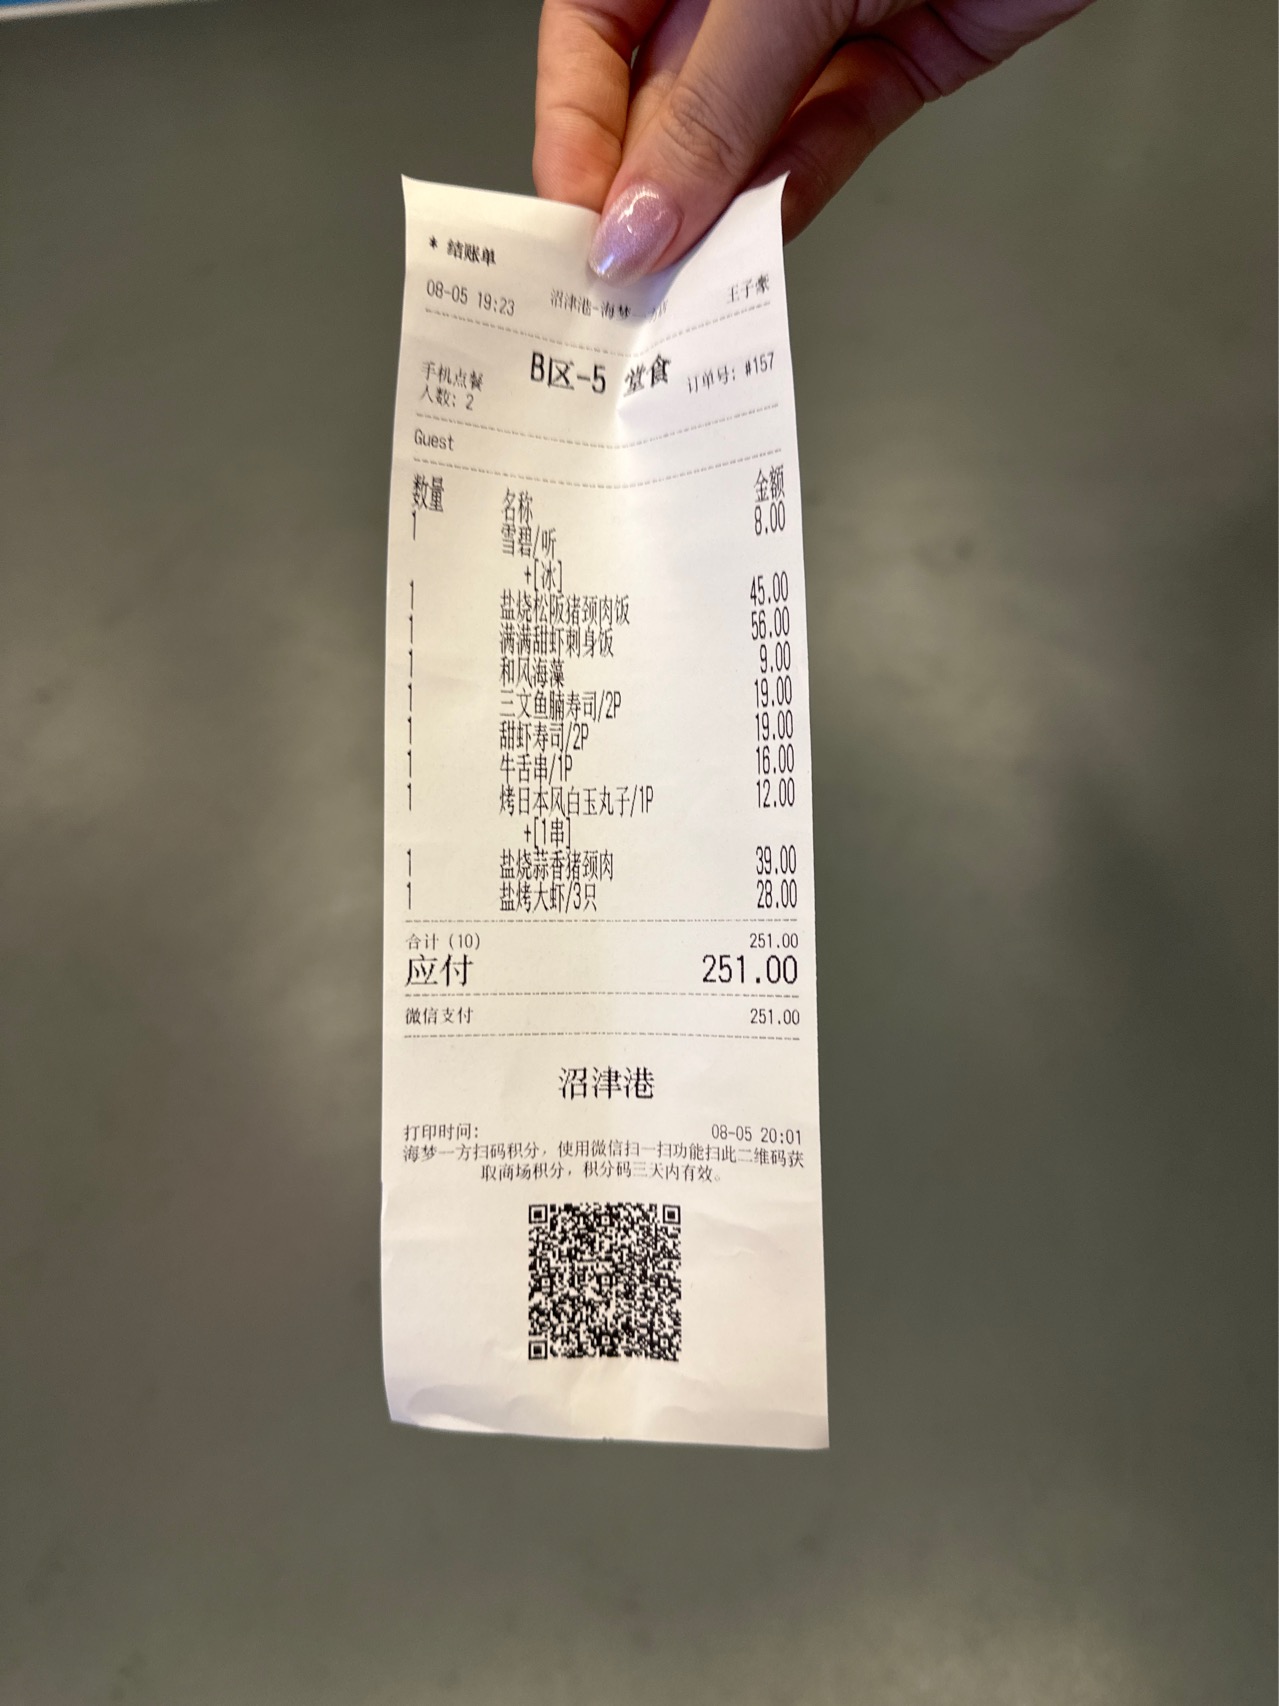 * 结账单
08-05 19:23 沼津港-海梦一方店 王子豪
手机点餐 B区-5 堂食 订单号: #157
人数: 2
Guest
数量 名称 金额
1 雪碧/听 8.00
+[冰]
1 盐烧松阪猪颈肉饭 45.00
1 满满甜虾刺身饭 56.00
1 和风海藻 9.00
1 三文鱼腩寿司/2P 19.00
1 甜虾寿司/2P 19.00
1 牛舌串/1P 16.00
1 烤日本风白玉丸子/1P 12.00
+[1串]
1 盐烧蒜香猪颈肉 39.00
1 盐烤大虾/3只 28.00
合计 (10) 251.00
应付 251.00
微信支付 251.00
沼津港
打印时间: 08-05 20:01
海梦一方扫码积分，使用微信扫一扫功能扫此二维码获
取商场积分，积分码三天内有效。